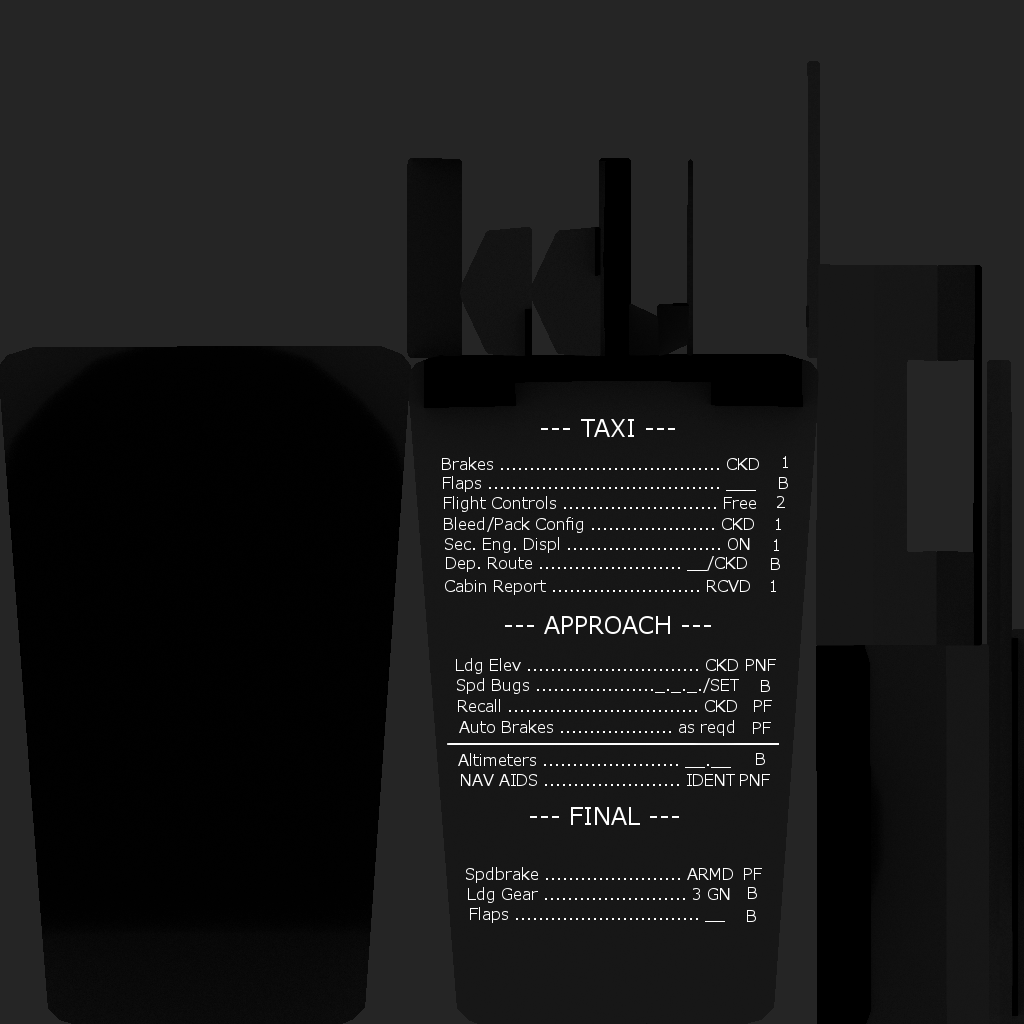 --- TAXI ---
Brakes ..................................... CKD 1
Flaps ....................................... ___ B
Flight Controls .......................... Free 2
Bleed/Pack Config ..................... CKD 1
Sec. Eng. Displ .......................... ON 1
Dep. Route ........................ __/CKD B
Cabin Report ......................... RCVD 1
--- APPROACH ---
Ldg Elev ............................. CKD PNF
Spd Bugs ...................._._._./SET B
Recall ................................ CKD PF
Auto Brakes ................... as reqd PF
Altimeters ....................... __.__ B
NAV AIDS ....................... IDENT PNF
--- FINAL ---
Spdbrake ....................... ARMD PF
Ldg Gear ........................ 3 GN B
Flaps ............................... __ B